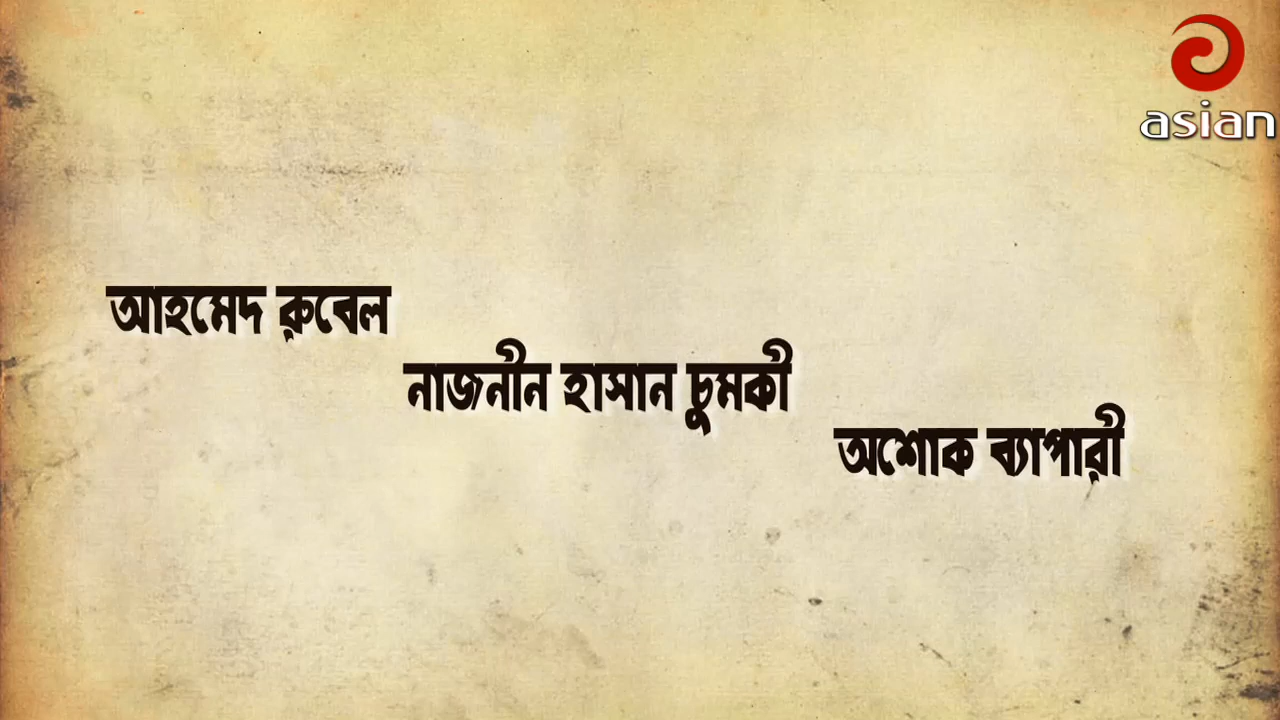 asian
আহমেদ রুবেল
নাজনীন হাসান চুমকী
অশোক ব্যাপারী